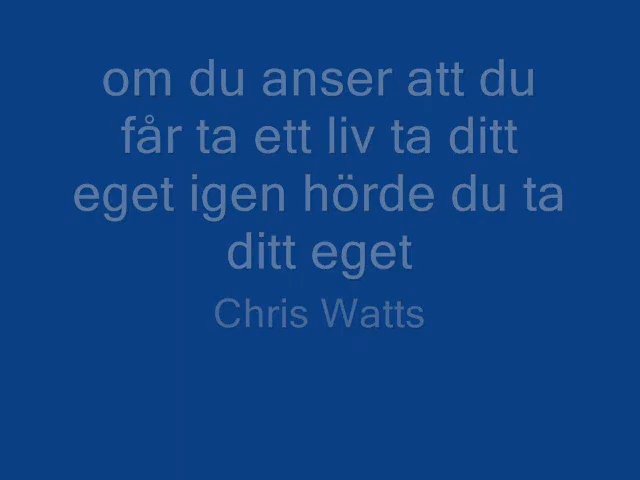 om du anser att du
får ta ett liv ta ditt
eget igen hörde du ta
ditt eget
Chris Watts